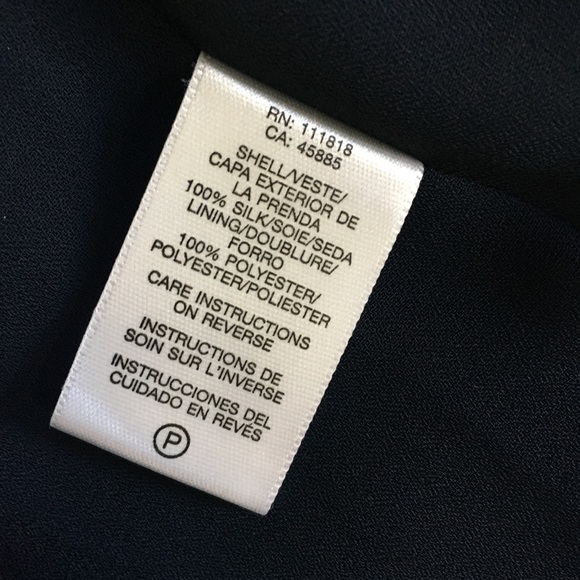 RN: 111818
CA: 45885
SHELL/VESTE/
CAPA EXTERIOR DE
LA PRENDA
100% SILK/SOIE/SEDA
LINING/DOUBLURE/
FORRO
100% POLYESTER/
POLYESTER/POLIESTER
CARE INSTRUCTIONS
ON REVERSE
INSTRUCTIONS DE
SOIN SUR L'INVERSE
INSTRUCCIONES DEL
CUIDADO EN REVÉS
P